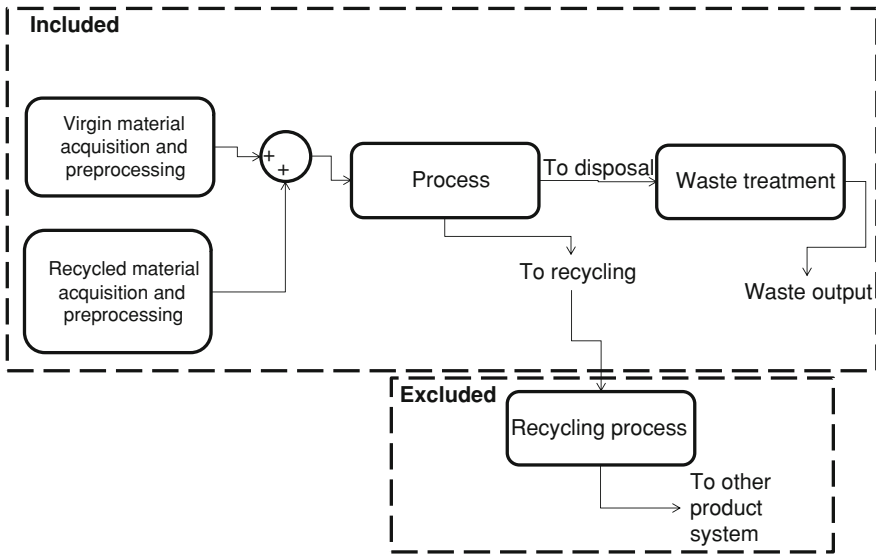 Included
Virgin material
acquisition and
preprocessing
+
+
Process
To disposal
Waste treatment
Recycled material
acquisition and
preprocessing
To recycling
Waste output
Excluded
Recycling process
To other
product
system